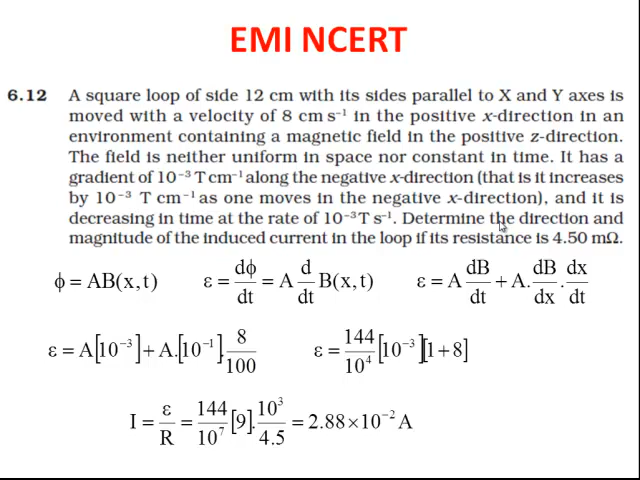 EMI NCERT
6.12 A square loop of side 12 cm with its sides parallel to X and Y axes is
moved with a velocity of 8 cm s⁻¹ in the positive x-direction in an
environment containing a magnetic field in the positive z-direction.
The field is neither uniform in space nor constant in time. It has a
gradient of 10⁻³ T cm⁻¹ along the negative x-direction (that is it increases
by 10⁻³ T cm⁻¹ as one moves in the negative x-direction), and it is
decreasing in time at the rate of 10⁻³ T s⁻¹. Determine the direction and
magnitude of the induced current in the loop if its resistance is 4.50 mΩ.
ϕ = AB(x,t) ε = dϕ/dt = A d/dt B(x,t) ε = A dB/dt + A. dB/dx . dx/dt
ε = A[10⁻³] + A.[10⁻¹]. 8/100 ε = 144/10⁴ [10⁻³][1+8]
I = ε/R = 144/10⁷ [9]. 10³/4.5 = 2.88×10⁻² A